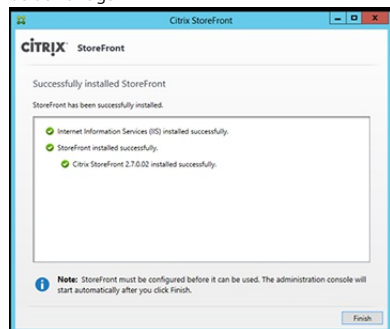 Citrix StoreFront
CİTRIX StoreFront
Successfully installed StoreFront
StoreFront has been successfully installed.
Internet Information Services (IIS) installed successfully.
StoreFront installed successfully.
Citrix StoreFront 2.7.0.02 installed successfully.
Note: StoreFront must be configured before it can be used. The administration console will
start automatically after you click Finish.
Finish